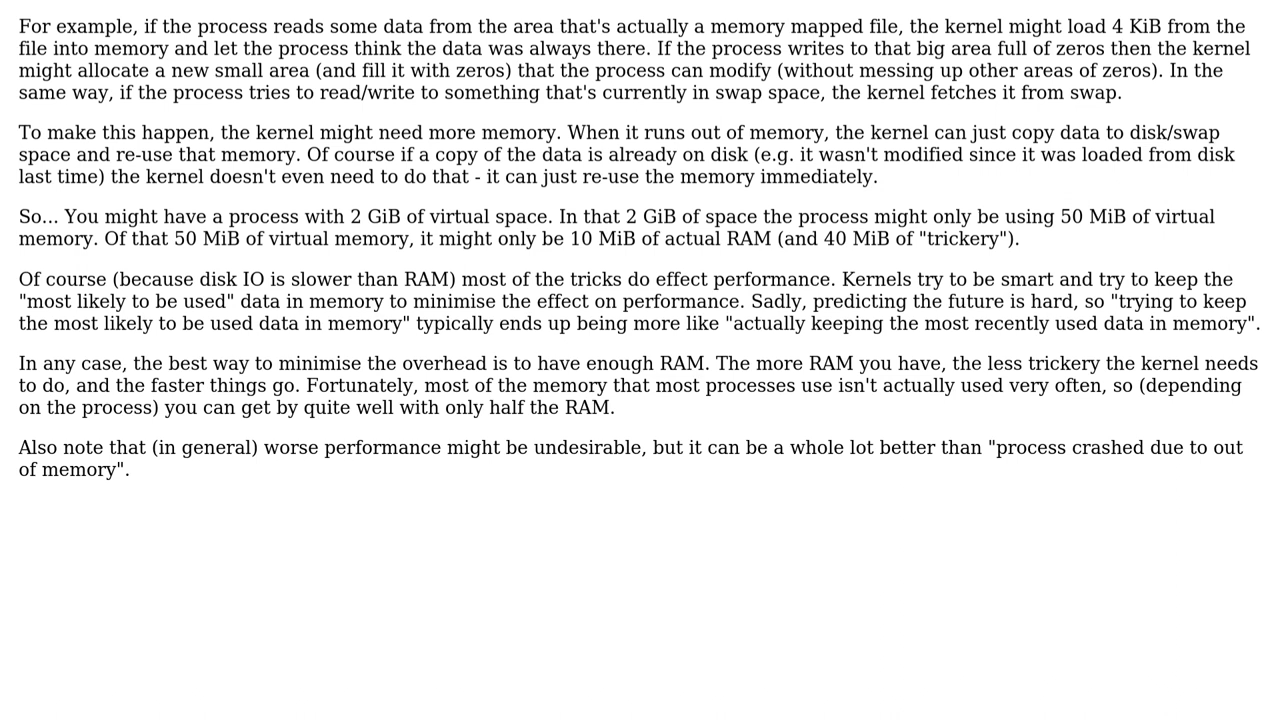 For example, if the process reads some data from the area that's actually a memory mapped file, the kernel might load 4 KiB from the
file into memory and let the process think the data was always there. If the process writes to that big area full of zeros then the kernel
might allocate a new small area (and fill it with zeros) that the process can modify (without messing up other areas of zeros). In the
same way, if the process tries to read/write to something that's currently in swap space, the kernel fetches it from swap.
To make this happen, the kernel might need more memory. When it runs out of memory, the kernel can just copy data to disk/swap
space and re-use that memory. Of course if a copy of the data is already on disk (e.g. it wasn't modified since it was loaded from disk
last time) the kernel doesn't even need to do that - it can just re-use the memory immediately.
So... You might have a process with 2 GiB of virtual space. In that 2 GiB of space the process might only be using 50 MiB of virtual
memory. Of that 50 MiB of virtual memory, it might only be 10 MiB of actual RAM (and 40 MiB of "trickery").
Of course (because disk IO is slower than RAM) most of the tricks do effect performance. Kernels try to be smart and try to keep the
"most likely to be used" data in memory to minimise the effect on performance. Sadly, predicting the future is hard, so "trying to keep
the most likely to be used data in memory" typically ends up being more like "actually keeping the most recently used data in memory".
In any case, the best way to minimise the overhead is to have enough RAM. The more RAM you have, the less trickery the kernel needs
to do, and the faster things go. Fortunately, most of the memory that most processes use isn't actually used very often, so (depending
on the process) you can get by quite well with only half the RAM.
Also note that (in general) worse performance might be undesirable, but it can be a whole lot better than "process crashed due to out
of memory".